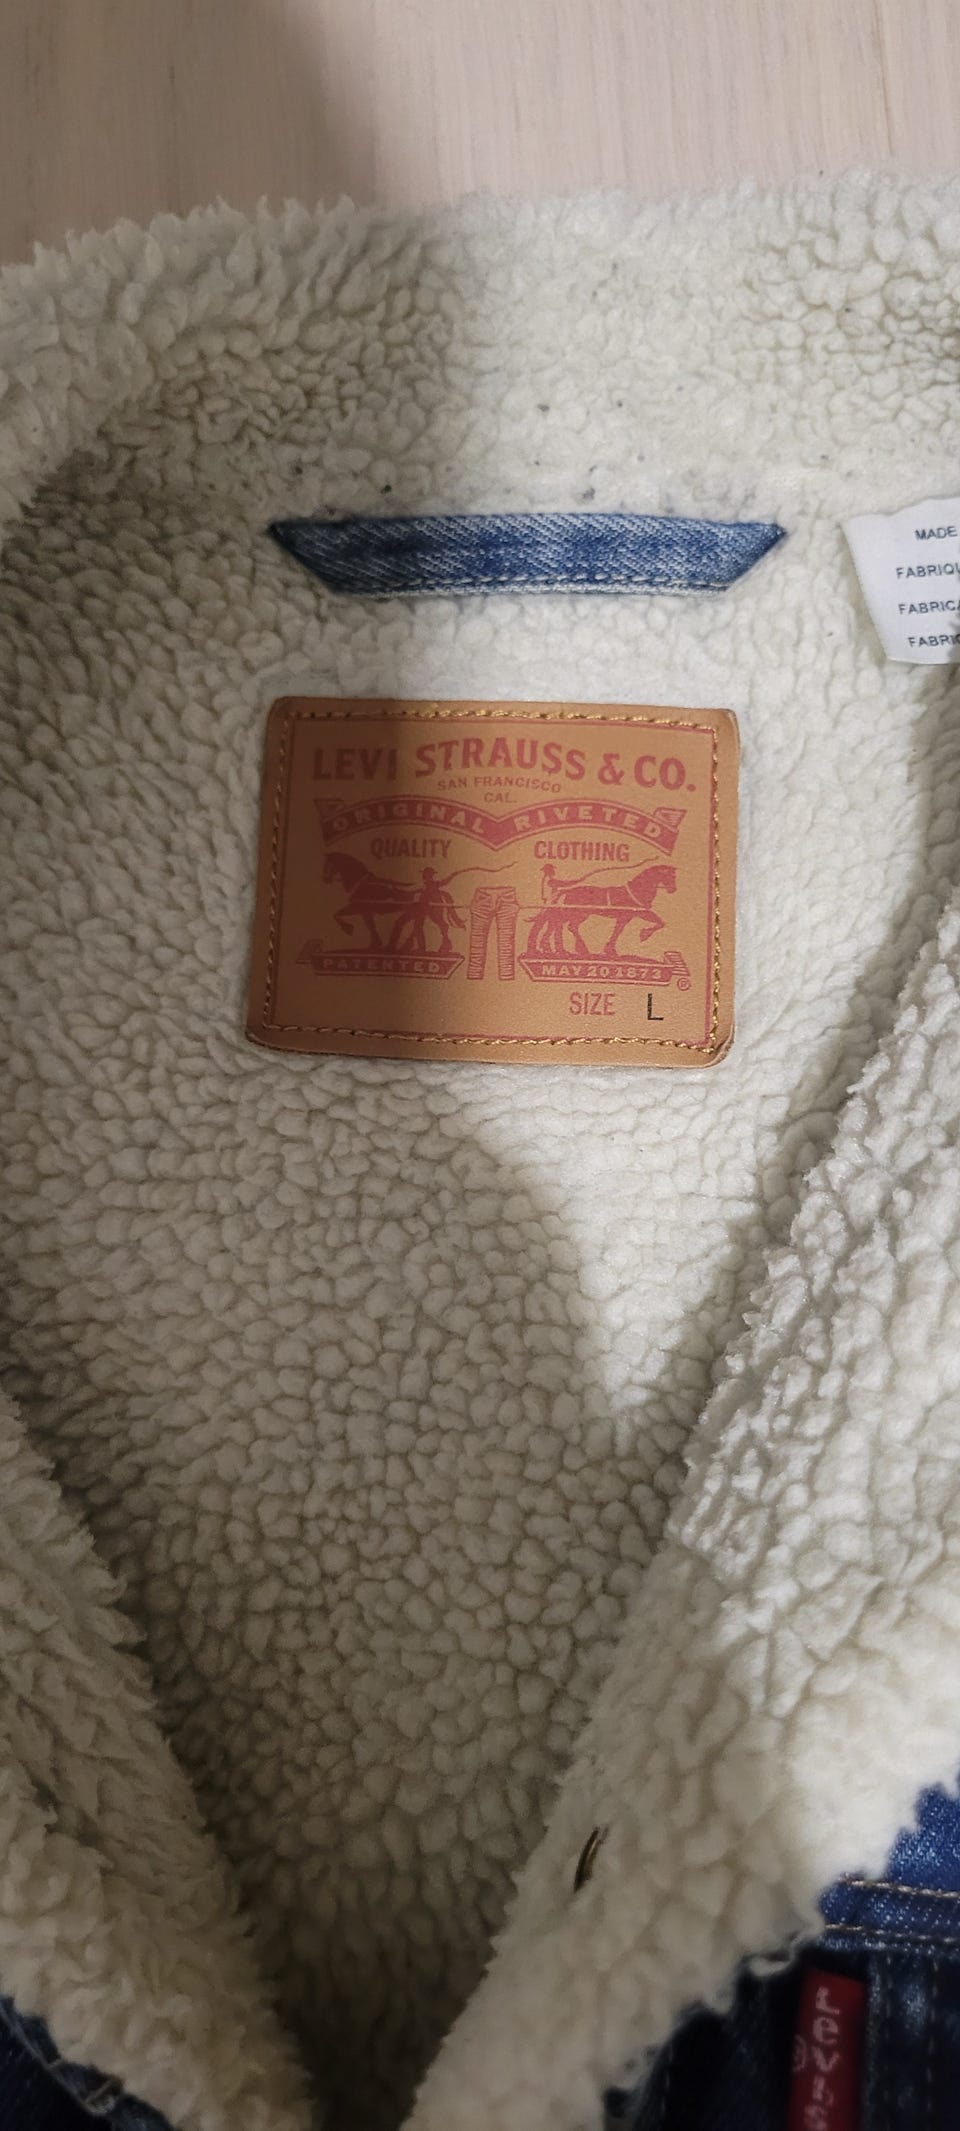 MADE
FABRIQU
FABRICA
FABRIC
LEVI STRAUSS & CO.
SAN FRANCISCO
CAL.
ORIGINAL RIVETED
QUALITY CLOTHING
PATENTED MAY 20 1873 ®
SIZE L
LEVI'S